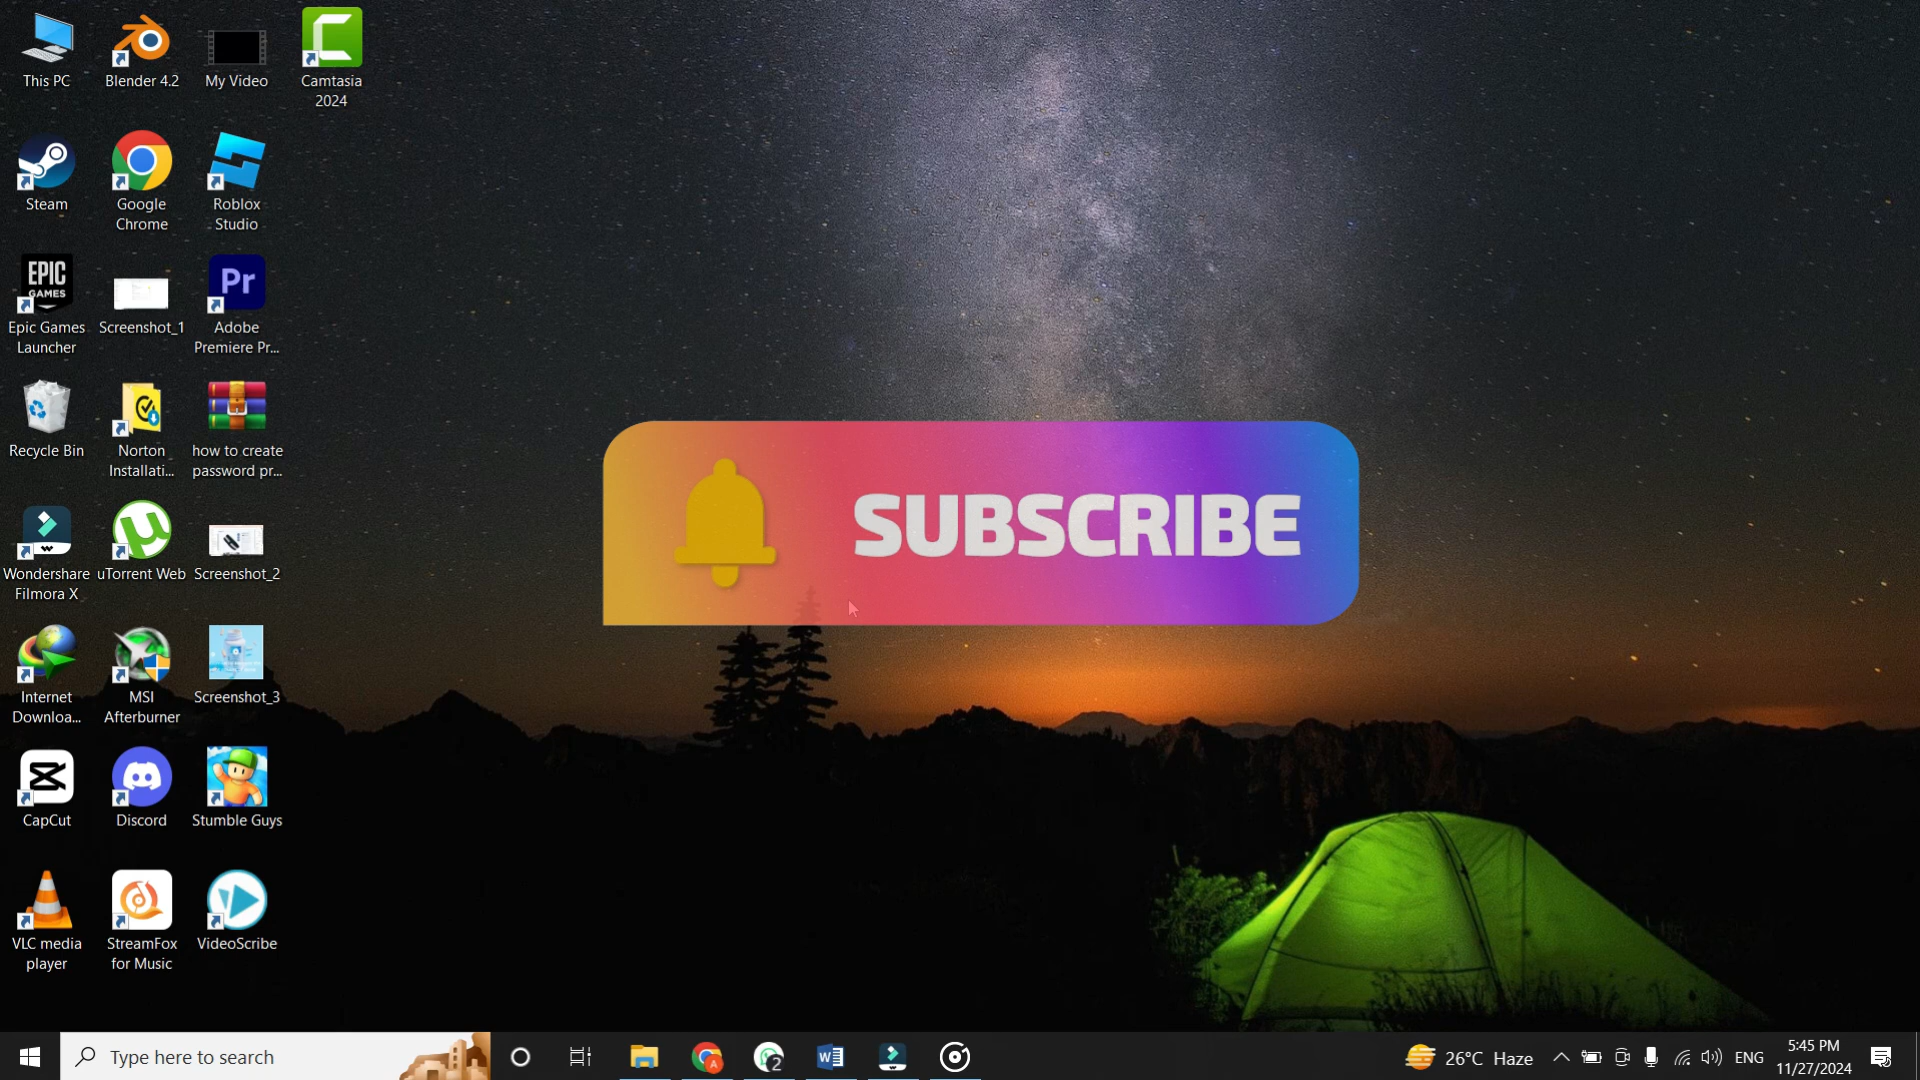 This PC
Blender 4.2
My Video
Camtasia
2024
Steam
Google
Chrome
Roblox
Studio
EPIC
GAMES
Epic Games
Launcher
Screenshot_1
Pr
Adobe
Premiere Pr...
Recycle Bin
Norton
Installati...
how to create
password pr...
Wondershare
Filmora X
uTorrent Web
Screenshot_2
Internet
Downloa...
MSI
Afterburner
Screenshot_3
CapCut
Discord
Stumble Guys
VLC media
player
StreamFox
for Music
VideoScribe
SUBSCRIBE
Type here to search
A
2
W
26°C Haze
ENG
5:45 PM
11/27/2024